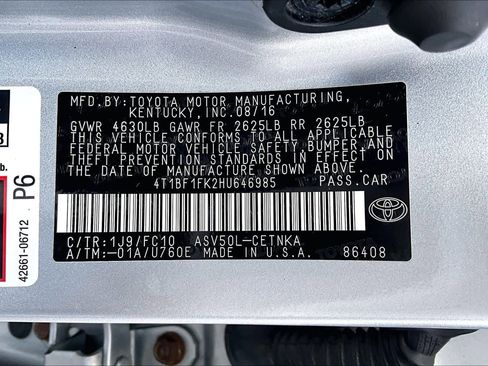 MFD. BY:TOYOTA MOTOR MANUFACTURING,
KENTUCKY,INC.08/16
GVWR 4630LB GAWR FR 2625LB RR 2625LB
THIS VEHICLE CONFORMS TO ALL APPLICABLE
FEDERAL MOTOR VEHICLE SAFETY,BUMPER,AND
THEFT PREVENTION STANDARDS IN EFFECT ON
THE DATE OF MANUFACTURE SHOWN ABOVE.
4T1BF1FK2HU646985 PASS.CAR
C/TR:1J9/FC10 ASV50L-CETNKA
A/TM:-01A/U760E MADE IN U.S.A. 86408
TOYOTA
42661-06712 P6
b.